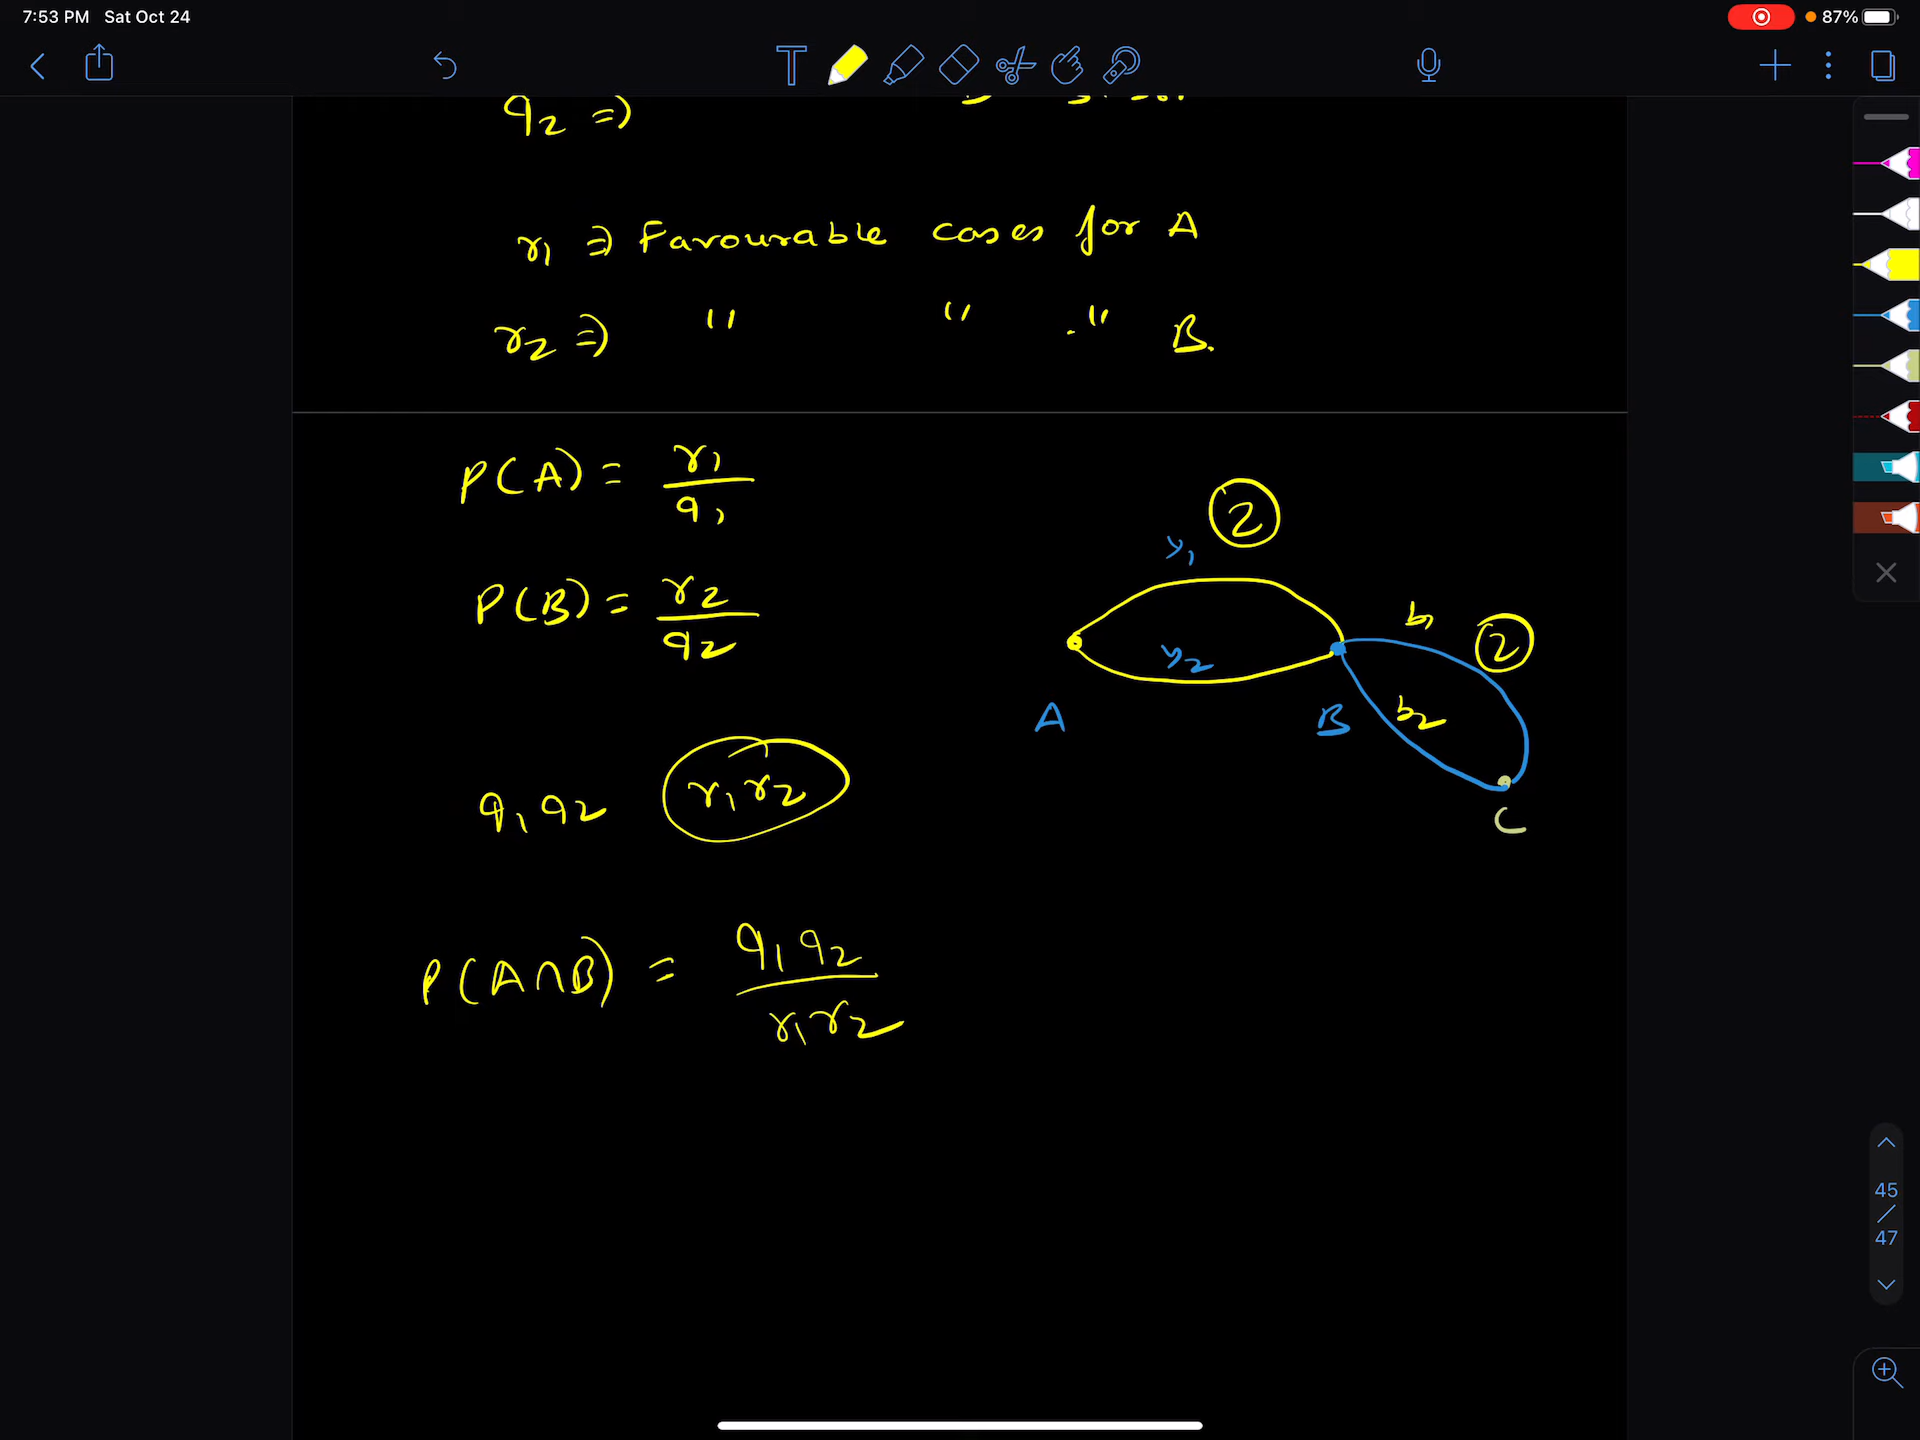 7:53 PM Sat Oct 24
87%
q2 =>
r1 => Favourable cases for A
r2 => " " " B.
P(A) = r1/q1
P(B) = r2/q2
2
y1
y2
b1
2
b2
A
B
C
q1q2 r1r2
P(A∩B) = q1q2/r1r2
45
/
47